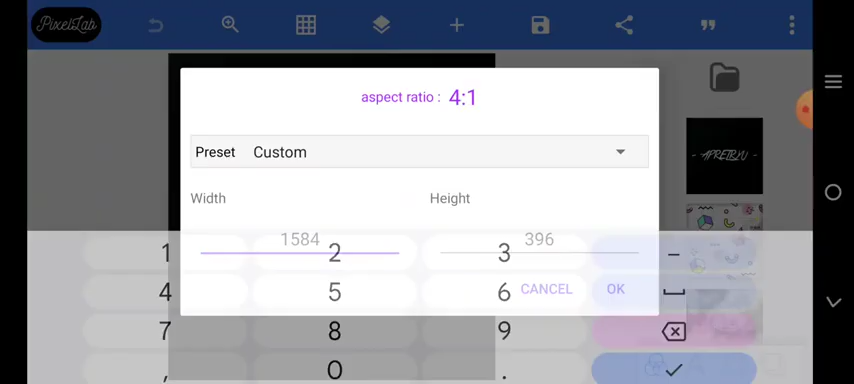 PixelLab
aspect ratio : 4:1
Preset Custom
Width Height
1584 396
1 2 3 –
CANCEL OK
4 5 6
7 8 9
, 0 .